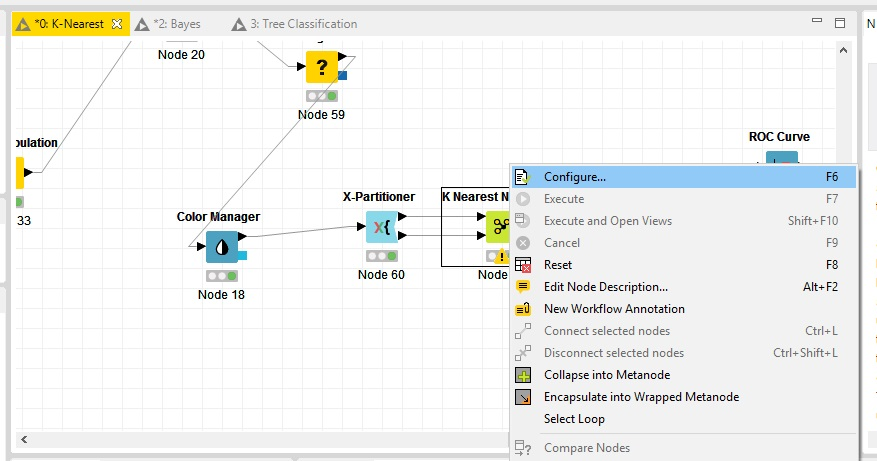 *0: K-Nearest
*2: Bayes
3: Tree Classification
N
Node 20
?
Node 59
33
Color Manager
Node 18
X-Partitioner
X{
Node 60
K Nearest N
Node
ROC Curve
Configure... F6
Execute F7
Execute and Open Views Shift+F10
Cancel F9
Reset F8
Edit Node Description... Alt+F2
New Workflow Annotation
Connect selected nodes Ctrl+L
Disconnect selected nodes Ctrl+Shift+L
Collapse into Metanode
Encapsulate into Wrapped Metanode
Select Loop
Compare Nodes